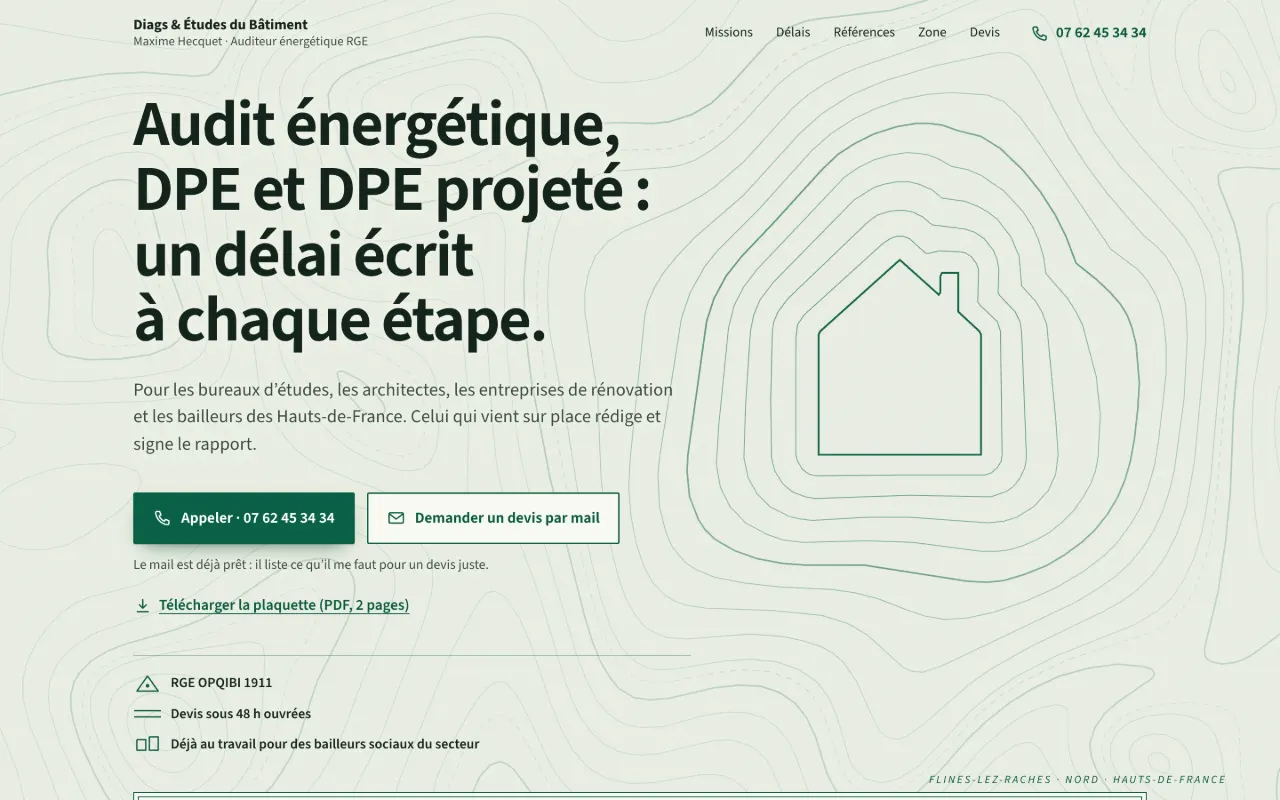 Diags & Études du Bâtiment
Maxime Hecquet · Auditeur énergétique RGE
Missions
Délais
Références
Zone
Devis
07 62 45 34 34
Audit énergétique,
DPE et DPE projeté :
un délai écrit
à chaque étape.
Pour les bureaux d’études, les architectes, les entreprises de rénovation
et les bailleurs des Hauts-de-France. Celui qui vient sur place rédige et
signe le rapport.
Appeler · 07 62 45 34 34
Demander un devis par mail
Le mail est déjà prêt : il liste ce qu’il me faut pour un devis juste.
Télécharger la plaquette (PDF, 2 pages)
RGE OPQIBI 1911
Devis sous 48 h ouvrées
Déjà au travail pour des bailleurs sociaux du secteur
FLINES-LEZ-RACHES · NORD · HAUTS-DE-FRANCE